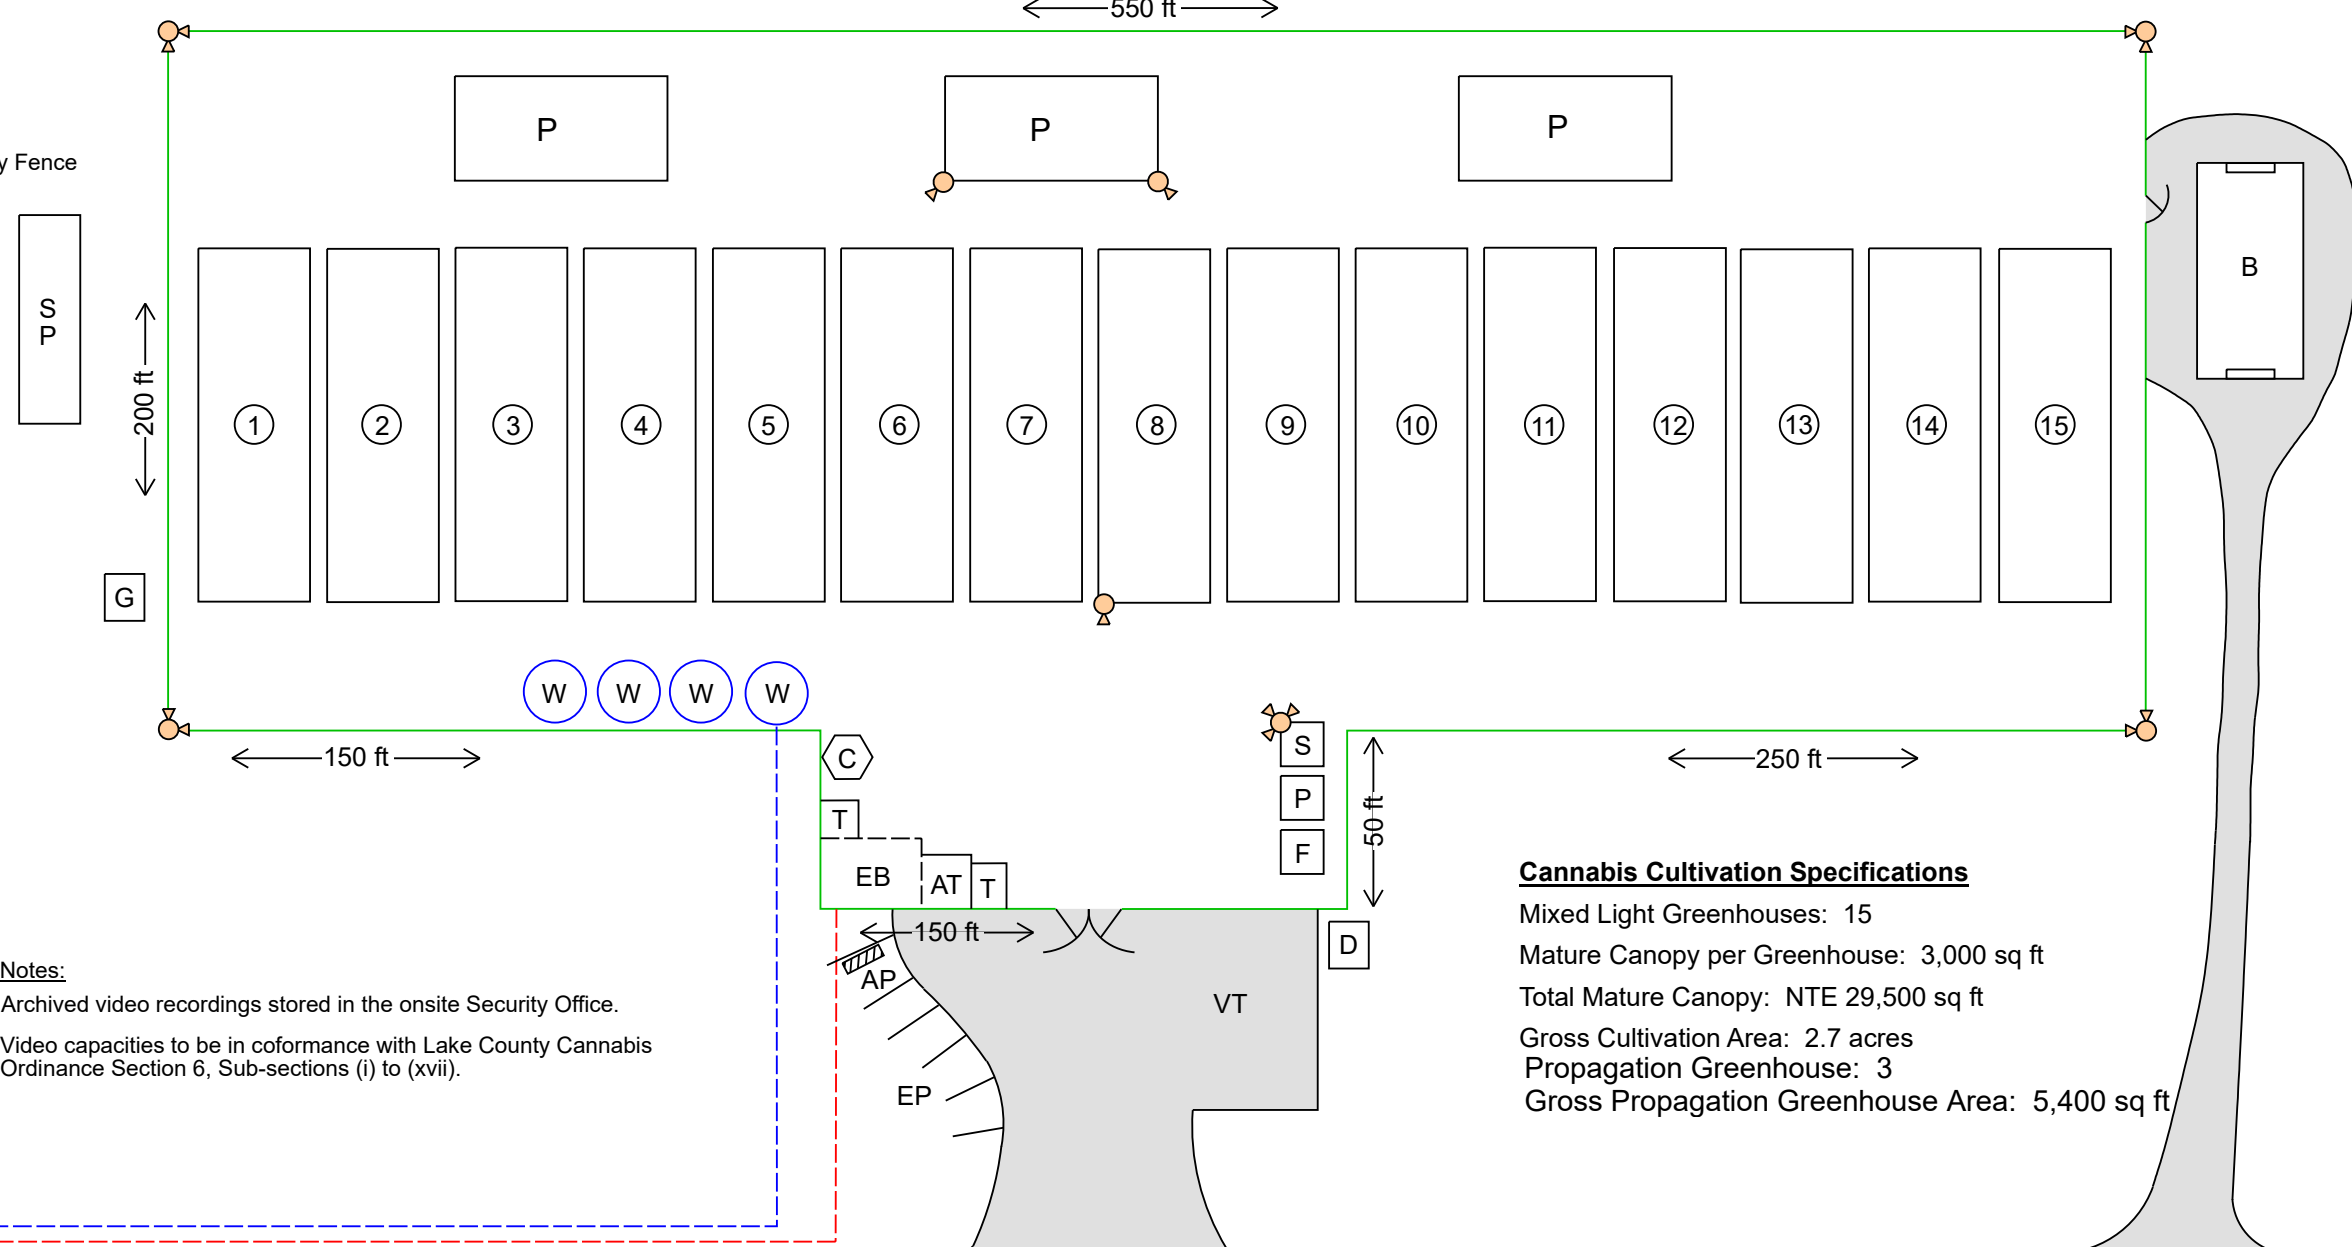 550 ft
P P P
y Fence
S
P
B
200 ft
1 2 3 4 5 6 7 8 9 10 11 12 13 14 15
G
W W W W
150 ft
C
S
250 ft
T
P
50 ft
F
EB AT T
150 ft
D
AP
VT
EP
Cannabis Cultivation Specifications
Mixed Light Greenhouses: 15
Mature Canopy per Greenhouse: 3,000 sq ft
Total Mature Canopy: NTE 29,500 sq ft
Gross Cultivation Area: 2.7 acres
Propagation Greenhouse: 3
Gross Propagation Greenhouse Area: 5,400 sq ft
Notes:
Archived video recordings stored in the onsite Security Office.
Video capacities to be in coformance with Lake County Cannabis
Ordinance Section 6, Sub-sections (i) to (xvii).